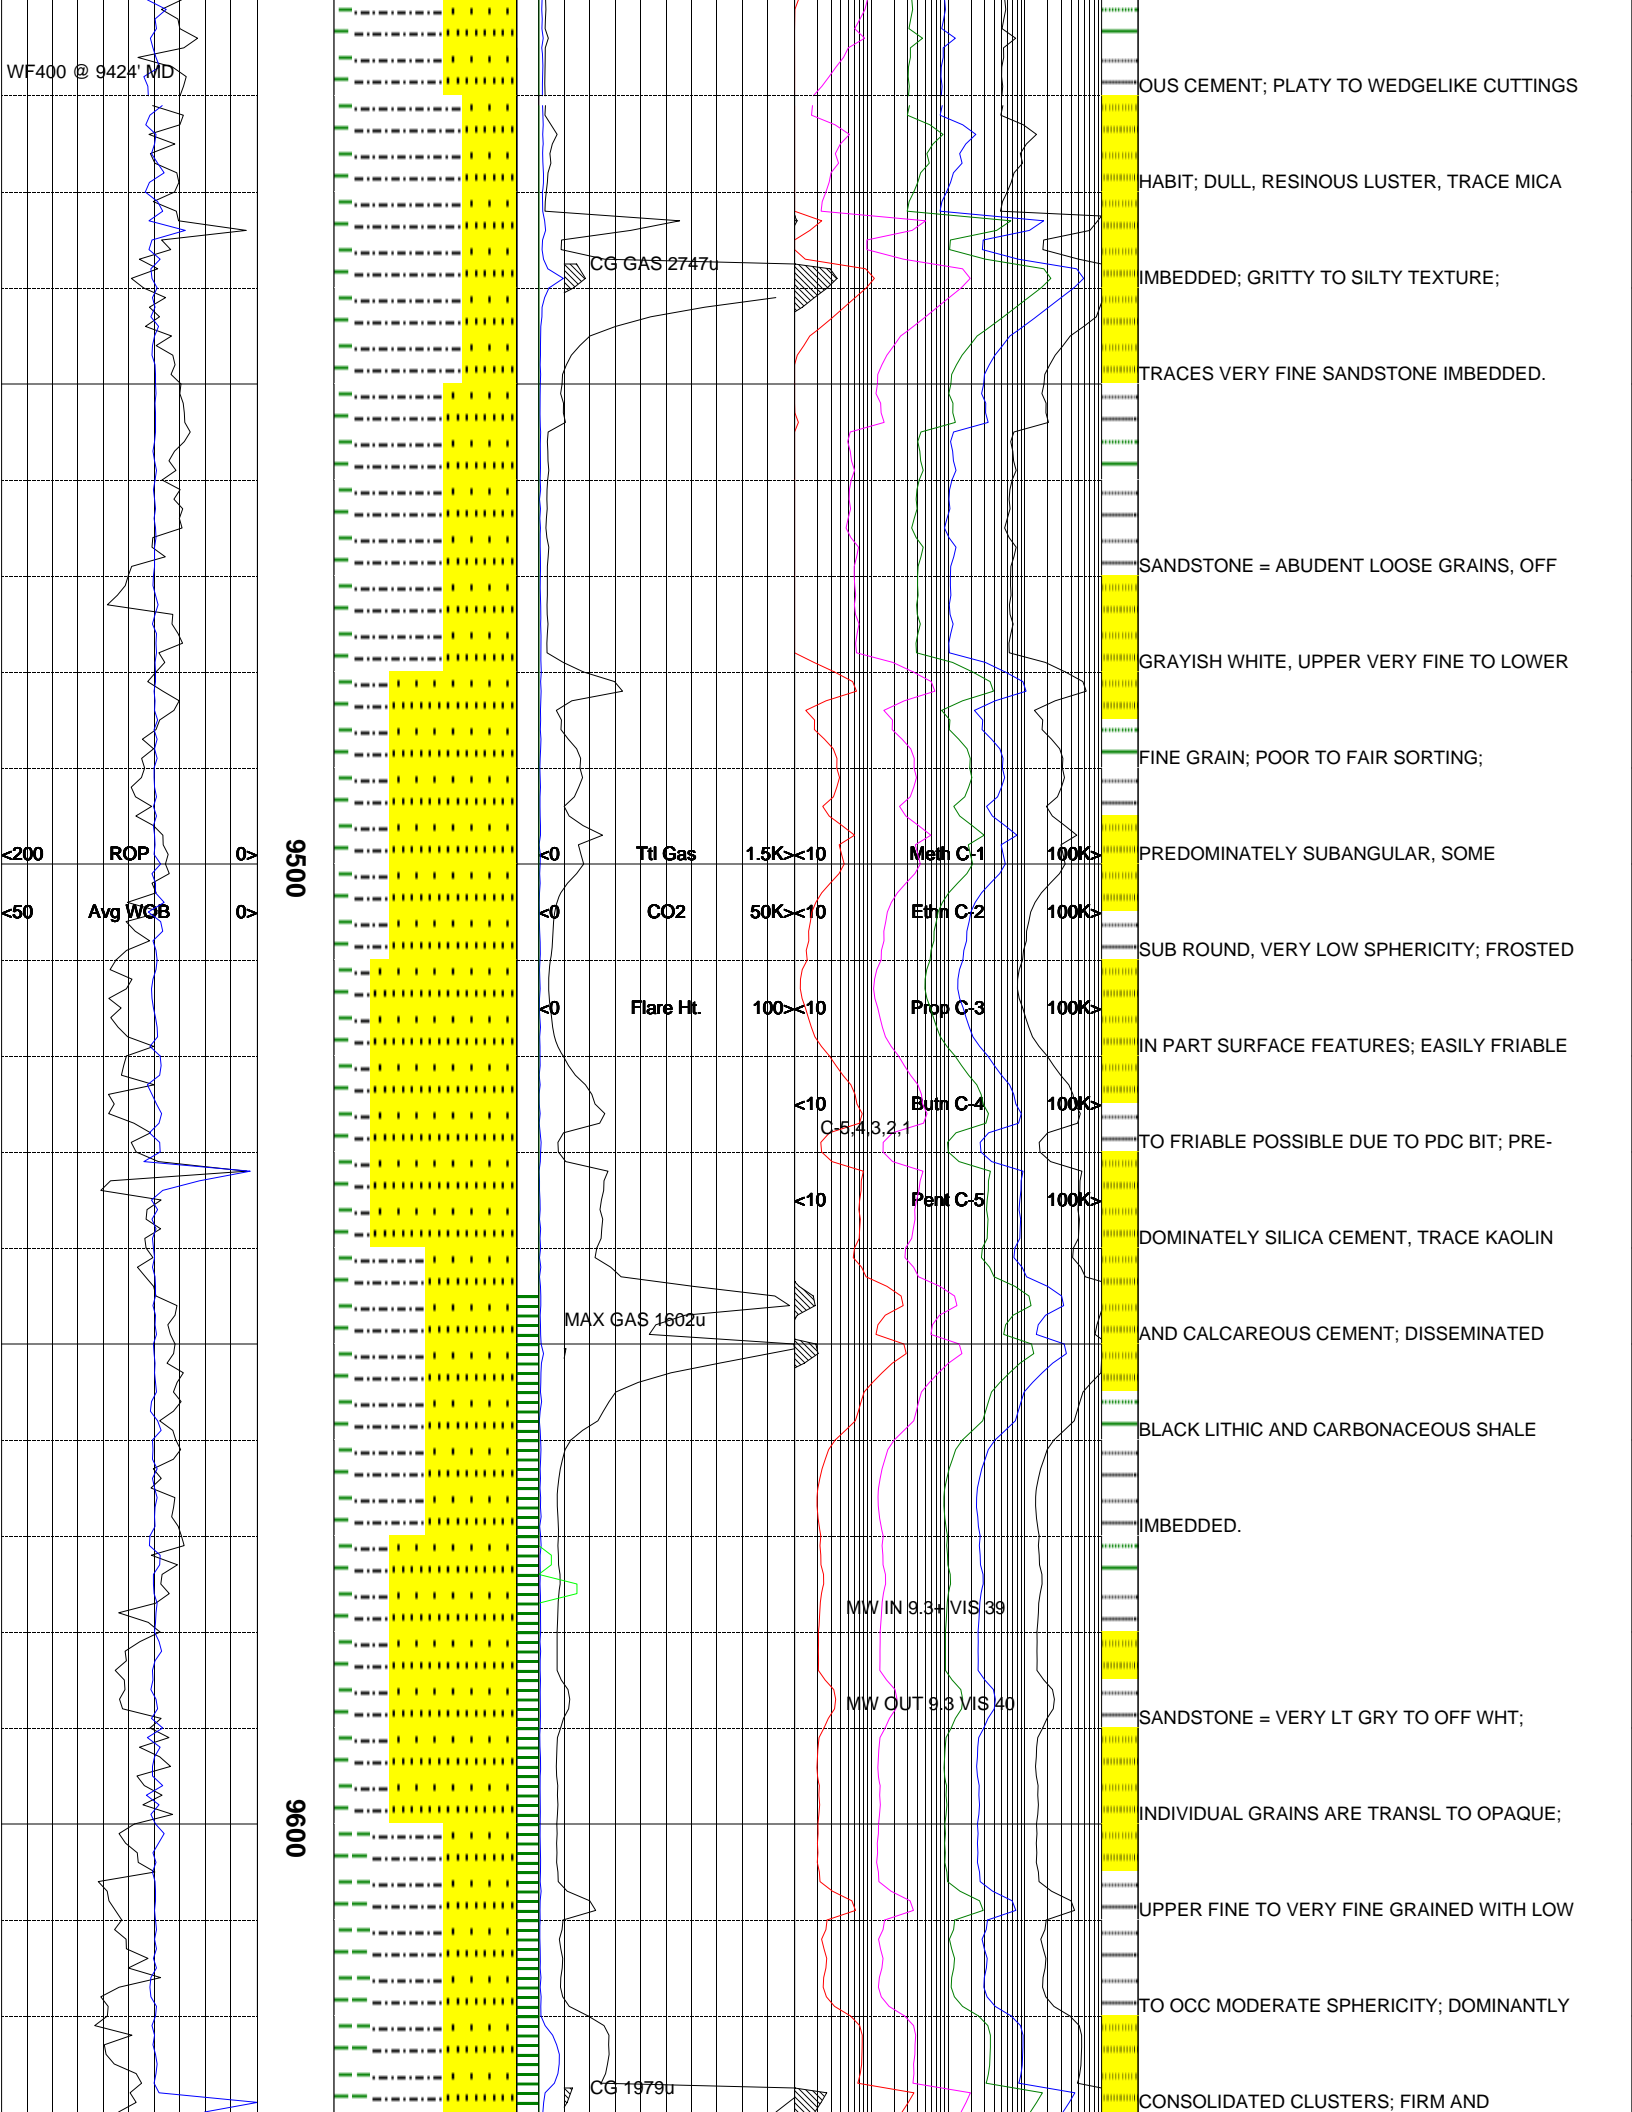 WF400 @ 9424' MD
OUS CEMENT; PLATY TO WEDGELIKE CUTTINGS
HABIT; DULL, RESINOUS LUSTER, TRACE MICA
CG GAS 2747u
IMBEDDED; GRITTY TO SILTY TEXTURE;
TRACES VERY FINE SANDSTONE IMBEDDED.
SANDSTONE = ABUDENT LOOSE GRAINS, OFF
GRAYISH WHITE, UPPER VERY FINE TO LOWER
FINE GRAIN; POOR TO FAIR SORTING;
<200 ROP 0>
9500
<0 Ttl Gas 1.5K>
<10 Meth C-1 100K>
PREDOMINATELY SUBANGULAR, SOME
<50 Avg WOB 0>
<0 CO2 50K>
<10 Ethn C-2 100K>
SUB ROUND, VERY LOW SPHERICITY; FROSTED
<0 Flare Ht. 100>
<10 Prop C-3 100K>
IN PART SURFACE FEATURES; EASILY FRIABLE
<10 Butn C-4 100K>
C-5,4,3,2,1
TO FRIABLE POSSIBLE DUE TO PDC BIT; PRE-
<10 Pent C-5 100K>
DOMINATELY SILICA CEMENT, TRACE KAOLIN
MAX GAS 1602u
AND CALCAREOUS CEMENT; DISSEMINATED
BLACK LITHIC AND CARBONACEOUS SHALE
IMBEDDED.
MW IN 9.3+ VIS 39
MW OUT 9.3 VIS 40
SANDSTONE = VERY LT GRY TO OFF WHT;
9600
INDIVIDUAL GRAINS ARE TRANSL TO OPAQUE;
UPPER FINE TO VERY FINE GRAINED WITH LOW
TO OCC MODERATE SPHERICITY; DOMINANTLY
CG 1979u
CONSOLIDATED CLUSTERS; FIRM AND